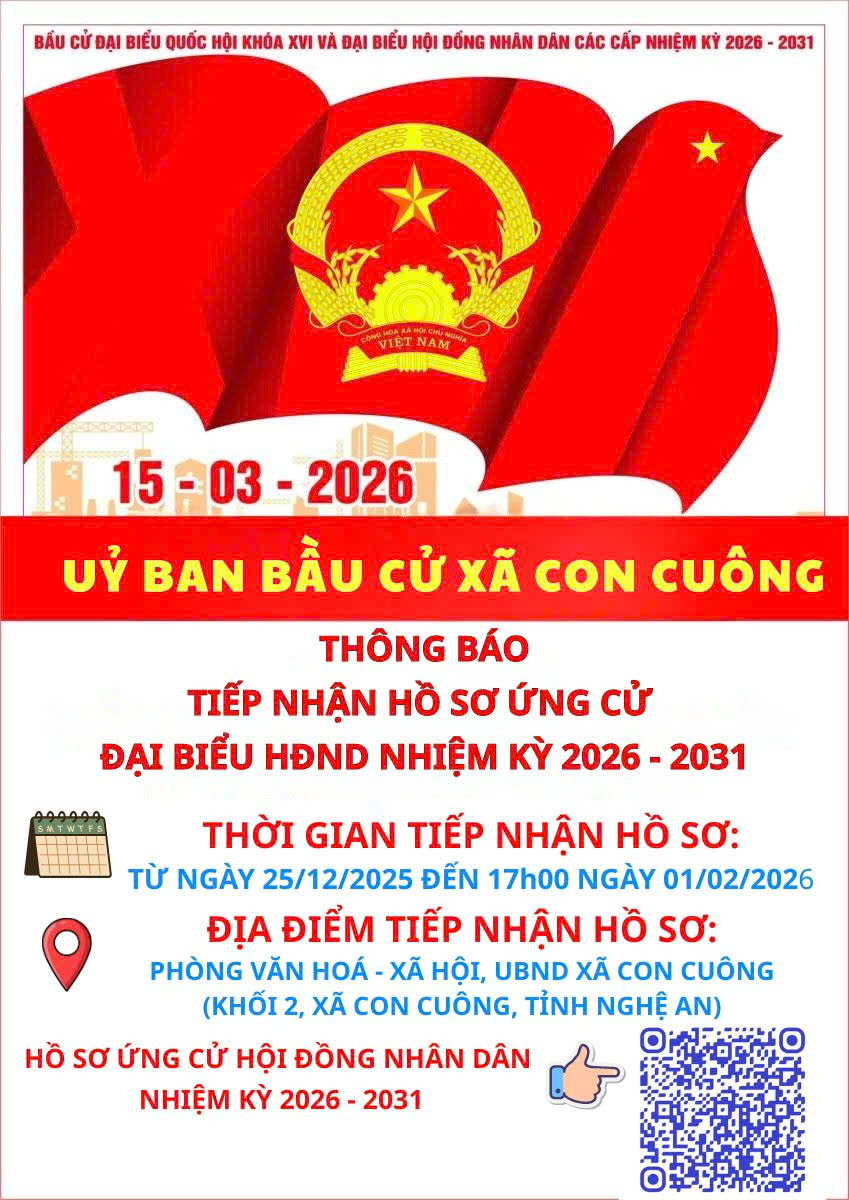 BẦU CỬ ĐẠI BIỂU QUỐC HỘI KHÓA XVI VÀ ĐẠI BIỂU HỘI ĐỒNG NHÂN DÂN CÁC CẤP NHIỆM KỲ 2026 - 2031
CỘNG HÒA XÃ HỘI CHỦ NGHĨA
VIỆT NAM
15 - 03 - 2026
UỶ BAN BẦU CỬ XÃ CON CUÔNG
THÔNG BÁO
TIẾP NHẬN HỒ SƠ ỨNG CỬ
ĐẠI BIỂU HĐND NHIỆM KỲ 2026 - 2031
S M T W T F S
THỜI GIAN TIẾP NHẬN HỒ SƠ:
TỪ NGÀY 25/12/2025 ĐẾN 17h00 NGÀY 01/02/2026
ĐỊA ĐIỂM TIẾP NHẬN HỒ SƠ:
PHÒNG VĂN HOÁ - XÃ HỘI, UBND XÃ CON CUÔNG
(KHỐI 2, XÃ CON CUÔNG, TỈNH NGHỆ AN)
HỒ SƠ ỨNG CỬ HỘI ĐỒNG NHÂN DÂN
NHIỆM KỲ 2026 - 2031